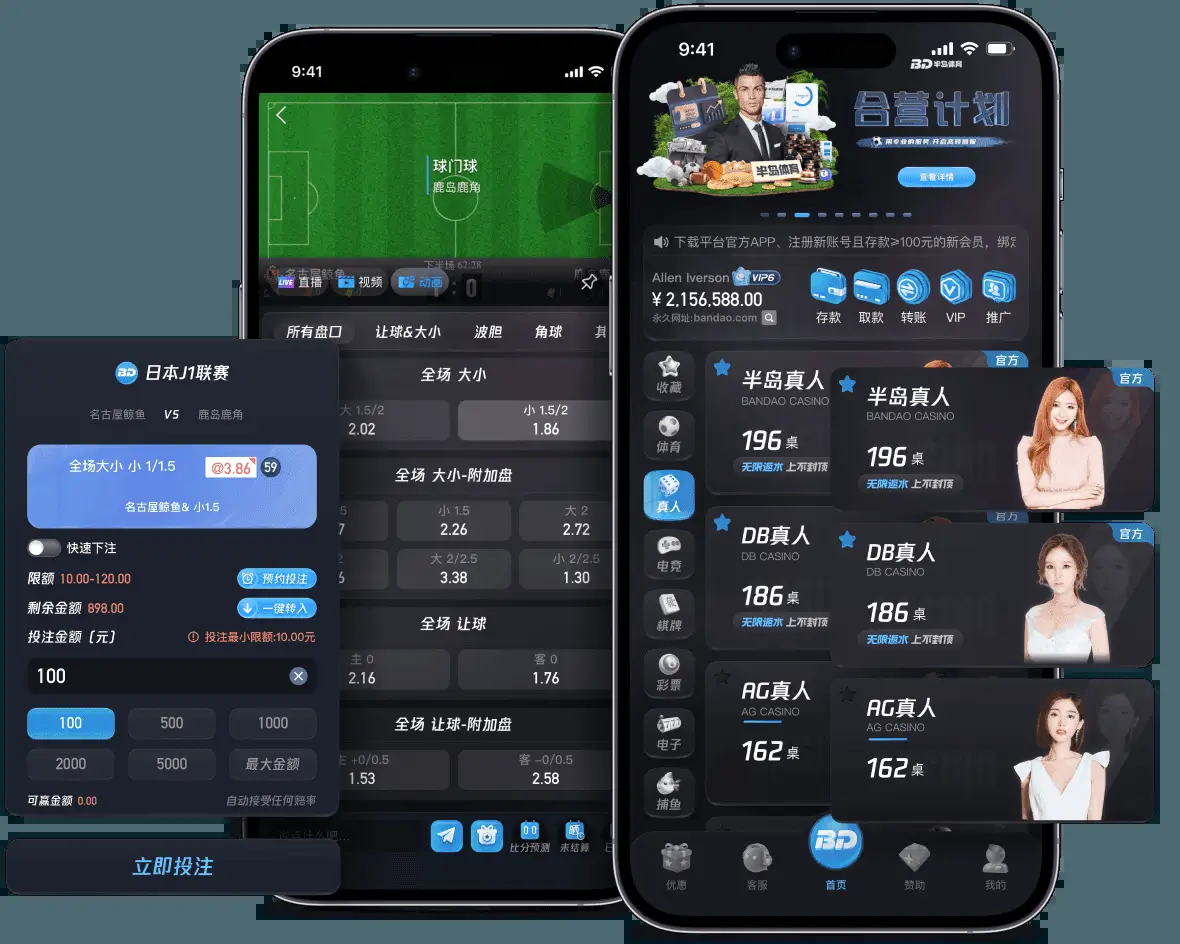 9:41
球门球
鹿岛鹿角
下半场 62:28
名古屋鲸鱼
0
LIVE 直播
视频
动画
所有盘口 让球&大小 波胆 角球 其
全场 大小
大 1.5/2
2.02
小 1.5/2
1.86
全场 大小-附加盘
小 1.5
2.26
大 2
2.72
大 2/2.5
3.38
小 2/2.5
1.30
全场 让球
主 0
2.16
客 0
1.76
全场 让球-附加盘
主 +0/0.5
1.53
客 -0/0.5
2.58
说点什么吧...
比分预测
未结算
BD 日本J1联赛
名古屋鲸鱼 VS 鹿岛鹿角
全场大小 小 1/1.5 @3.86 59
名古屋鲸鱼& 小1.5
快速下注
限额 10.00-120.00
预约投注
剩余金额 898.00
一键转入
投注金额（元）
投注最小限额:10.00元
100
100 500 1000
2000 5000 最大金额
可赢金额 0.00
自动接受任何赔率
立即投注
9:41
BD 半岛体育
合营计划
用专业的服务 开启高转回报
半岛体育
查看详情
下载平台官方APP、注册新账号且存款≥100元的新会员，绑定
Allen Iverson VIP6
¥ 2,156,588.00
永久网址:bandao.com
存款 取款 转账 VIP 推广
收藏
体育
真人
电竞
棋牌
彩票
电子
捕鱼
官方
半岛真人
BANDAO CASINO
196 桌
无限返水 上不封顶
官方
DB真人
DB CASINO
186 桌
无限返水 上不封顶
AG真人
AG CASINO
162 桌
官方
半岛真人
BANDAO CASINO
196 桌
无限返水 上不封顶
官方
DB真人
DB CASINO
186 桌
无限返水 上不封顶
AG真人
AG CASINO
162 桌
BD
优惠 客服 首页 赞助 我的